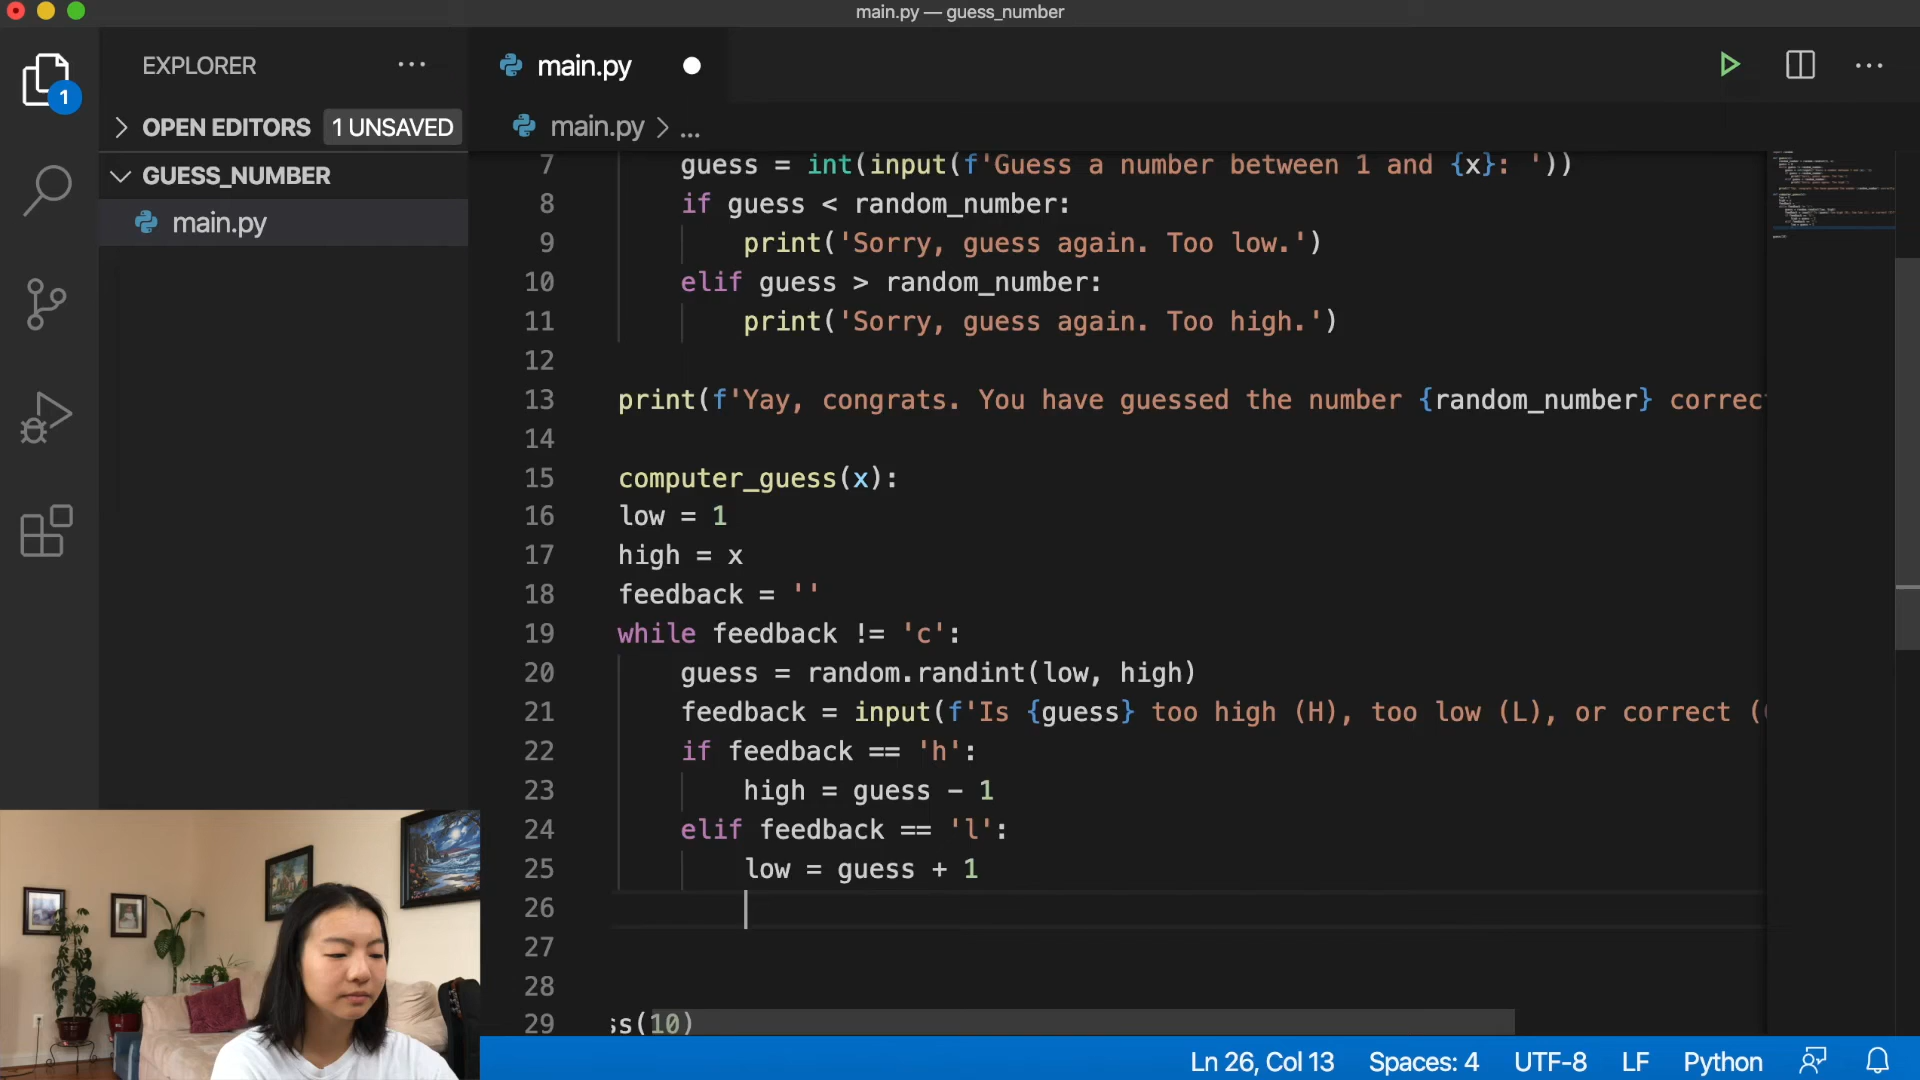 main.py — guess_number
EXPLORER
main.py
1
OPEN EDITORS 1 UNSAVED
main.py > ...
GUESS_NUMBER
main.py
7 guess = int(input(f'Guess a number between 1 and {x}: '))
8 if guess < random_number:
9 print('Sorry, guess again. Too low.')
10 elif guess > random_number:
11 print('Sorry, guess again. Too high.')
12
13 print(f'Yay, congrats. You have guessed the number {random_number} correc
14
15 computer_guess(x):
16 low = 1
17 high = x
18 feedback = ''
19 while feedback != 'c':
20 guess = random.randint(low, high)
21 feedback = input(f'Is {guess} too high (H), too low (L), or correct (
22 if feedback == 'h':
23 high = guess - 1
24 elif feedback == 'l':
25 low = guess + 1
26
27
28
29 ss(10)
Ln 26, Col 13 Spaces: 4 UTF-8 LF Python